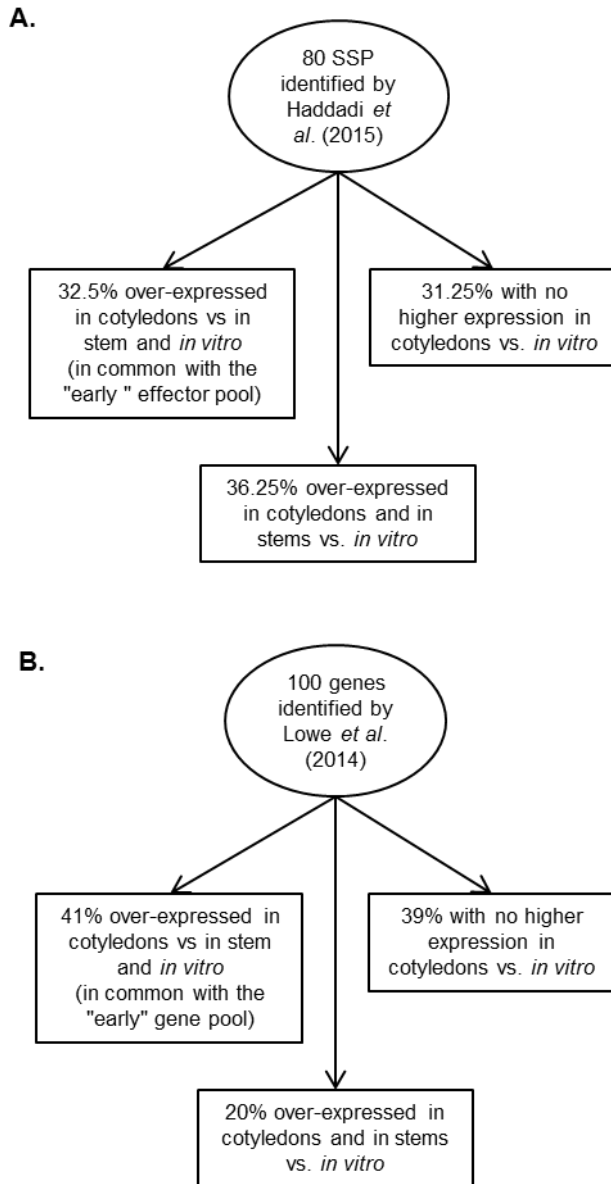 A.
80 SSP
identified by
Haddadi et
al. (2015)
32.5% over-expressed
in cotyledons vs in
stem and in vitro
(in common with the
"early " effector pool)
31.25% with no
higher expression in
cotyledons vs. in vitro
36.25% over-expressed
in cotyledons and in
stems vs. in vitro
B.
100 genes
identified by
Lowe et al.
(2014)
41% over-expressed in
cotyledons vs in stem
and in vitro
(in common with the
"early" gene pool)
39% with no higher
expression in
cotyledons vs. in vitro
20% over-expressed in
cotyledons and in stems
vs. in vitro